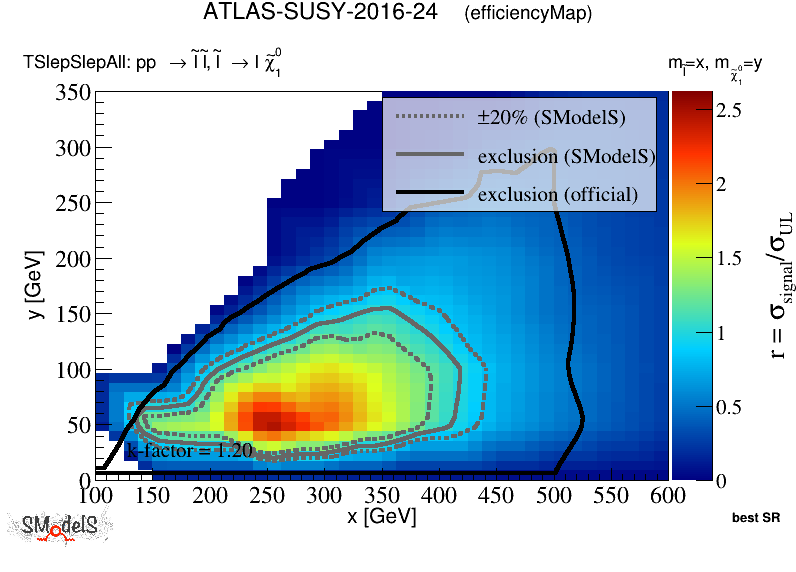 ATLAS-SUSY-2016-24 (efficiencyMap)
TSlepSlepAll: pp → l̃ l̃, l̃ → l χ̃⁰₁
m_l̃=x, m_χ̃⁰₁=y
±20% (SModelS)
exclusion (SModelS)
exclusion (official)
k-factor = 1.20
y [GeV]
350
300
250
200
150
100
50
0
100 150 200 250 300 350 400 450 500 550 600
x [GeV]
2.5
2
1.5
1
0.5
0
r = σ_signal/σ_UL
SModelS
best SR